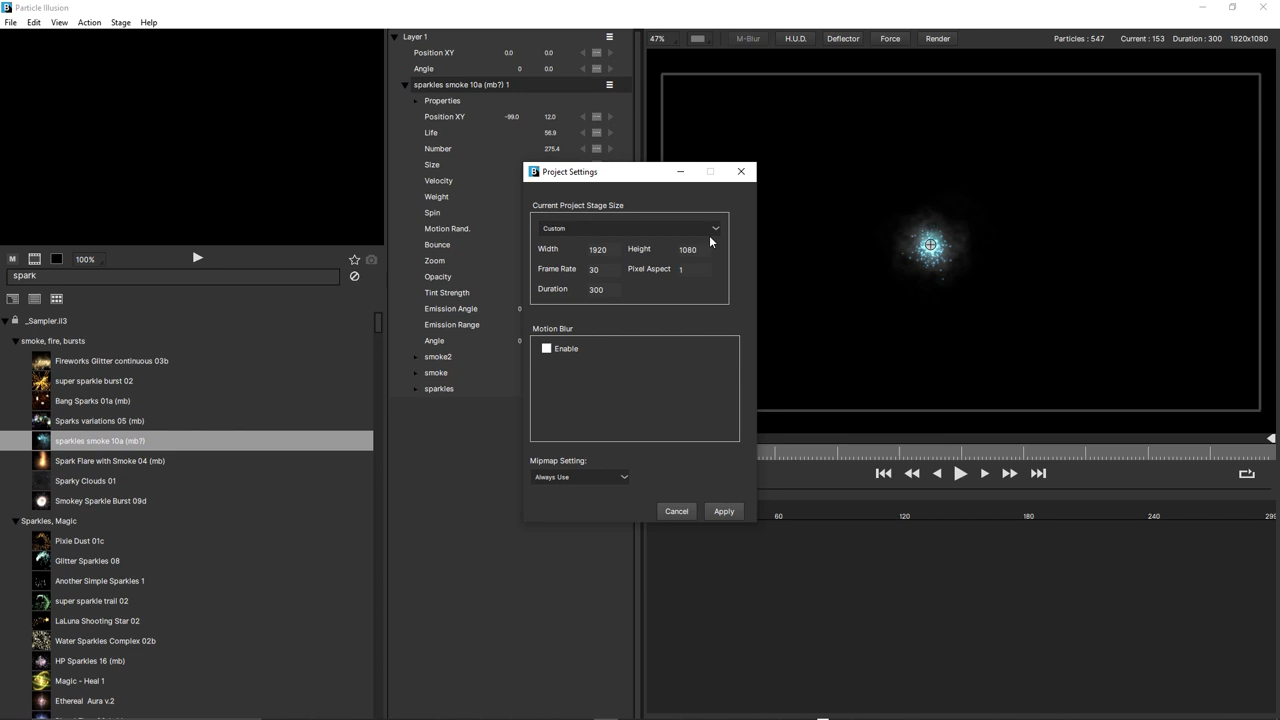 Particle Illusion
File Edit View Action Stage Help
M 100%
spark
_Sampler.il3
smoke, fire, bursts
Fireworks Glitter continuous 03b
super sparkle burst 02
Bang Sparks 01a (mb)
Sparks variations 05 (mb)
sparkles smoke 10a (mb?)
Spark Flare with Smoke 04 (mb)
Sparky Clouds 01
Smokey Sparkle Burst 09d
Sparkles, Magic
Pixie Dust 01c
Glitter Sparkles 08
Another Simple Sparkles 1
super sparkle trail 02
LaLuna Shooting Star 02
Water Sparkles Complex 02b
HP Sparkles 16 (mb)
Magic - Heal 1
Ethereal Aura v.2
Layer 1
Position XY 0.0 0.0
Angle 0 0.0
sparkles smoke 10a (mb?) 1
Properties
Position XY -99.0 12.0
Life 56.9
Number 275.4
Size
Velocity
Weight
Spin
Motion Rand.
Bounce
Zoom
Opacity
Tint Strength
Emission Angle 0
Emission Range
Angle 0
smoke2
smoke
sparkles
Project Settings
Current Project Stage Size
Custom
Width 1920 Height 1080
Frame Rate 30 Pixel Aspect 1
Duration 300
Motion Blur
Enable
Mipmap Setting:
Always Use
Cancel Apply
47% M-Blur H.U.D. Deflector Force Render Particles : 547 Current : 153 Duration : 300 1920x1080
60 120 180 240 299